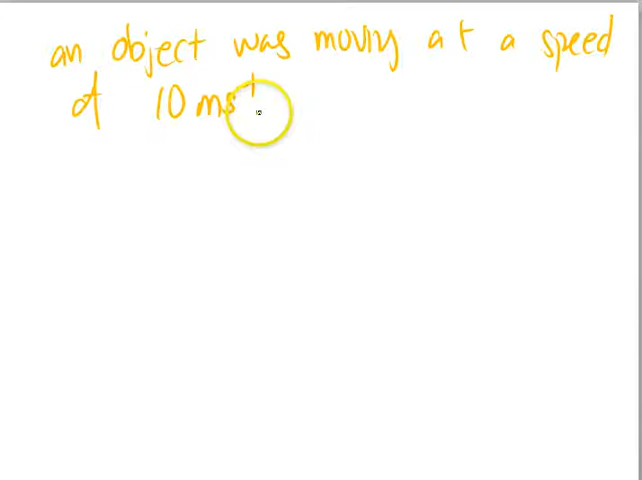 an object was moving at a speed
of 10 ms⁻¹